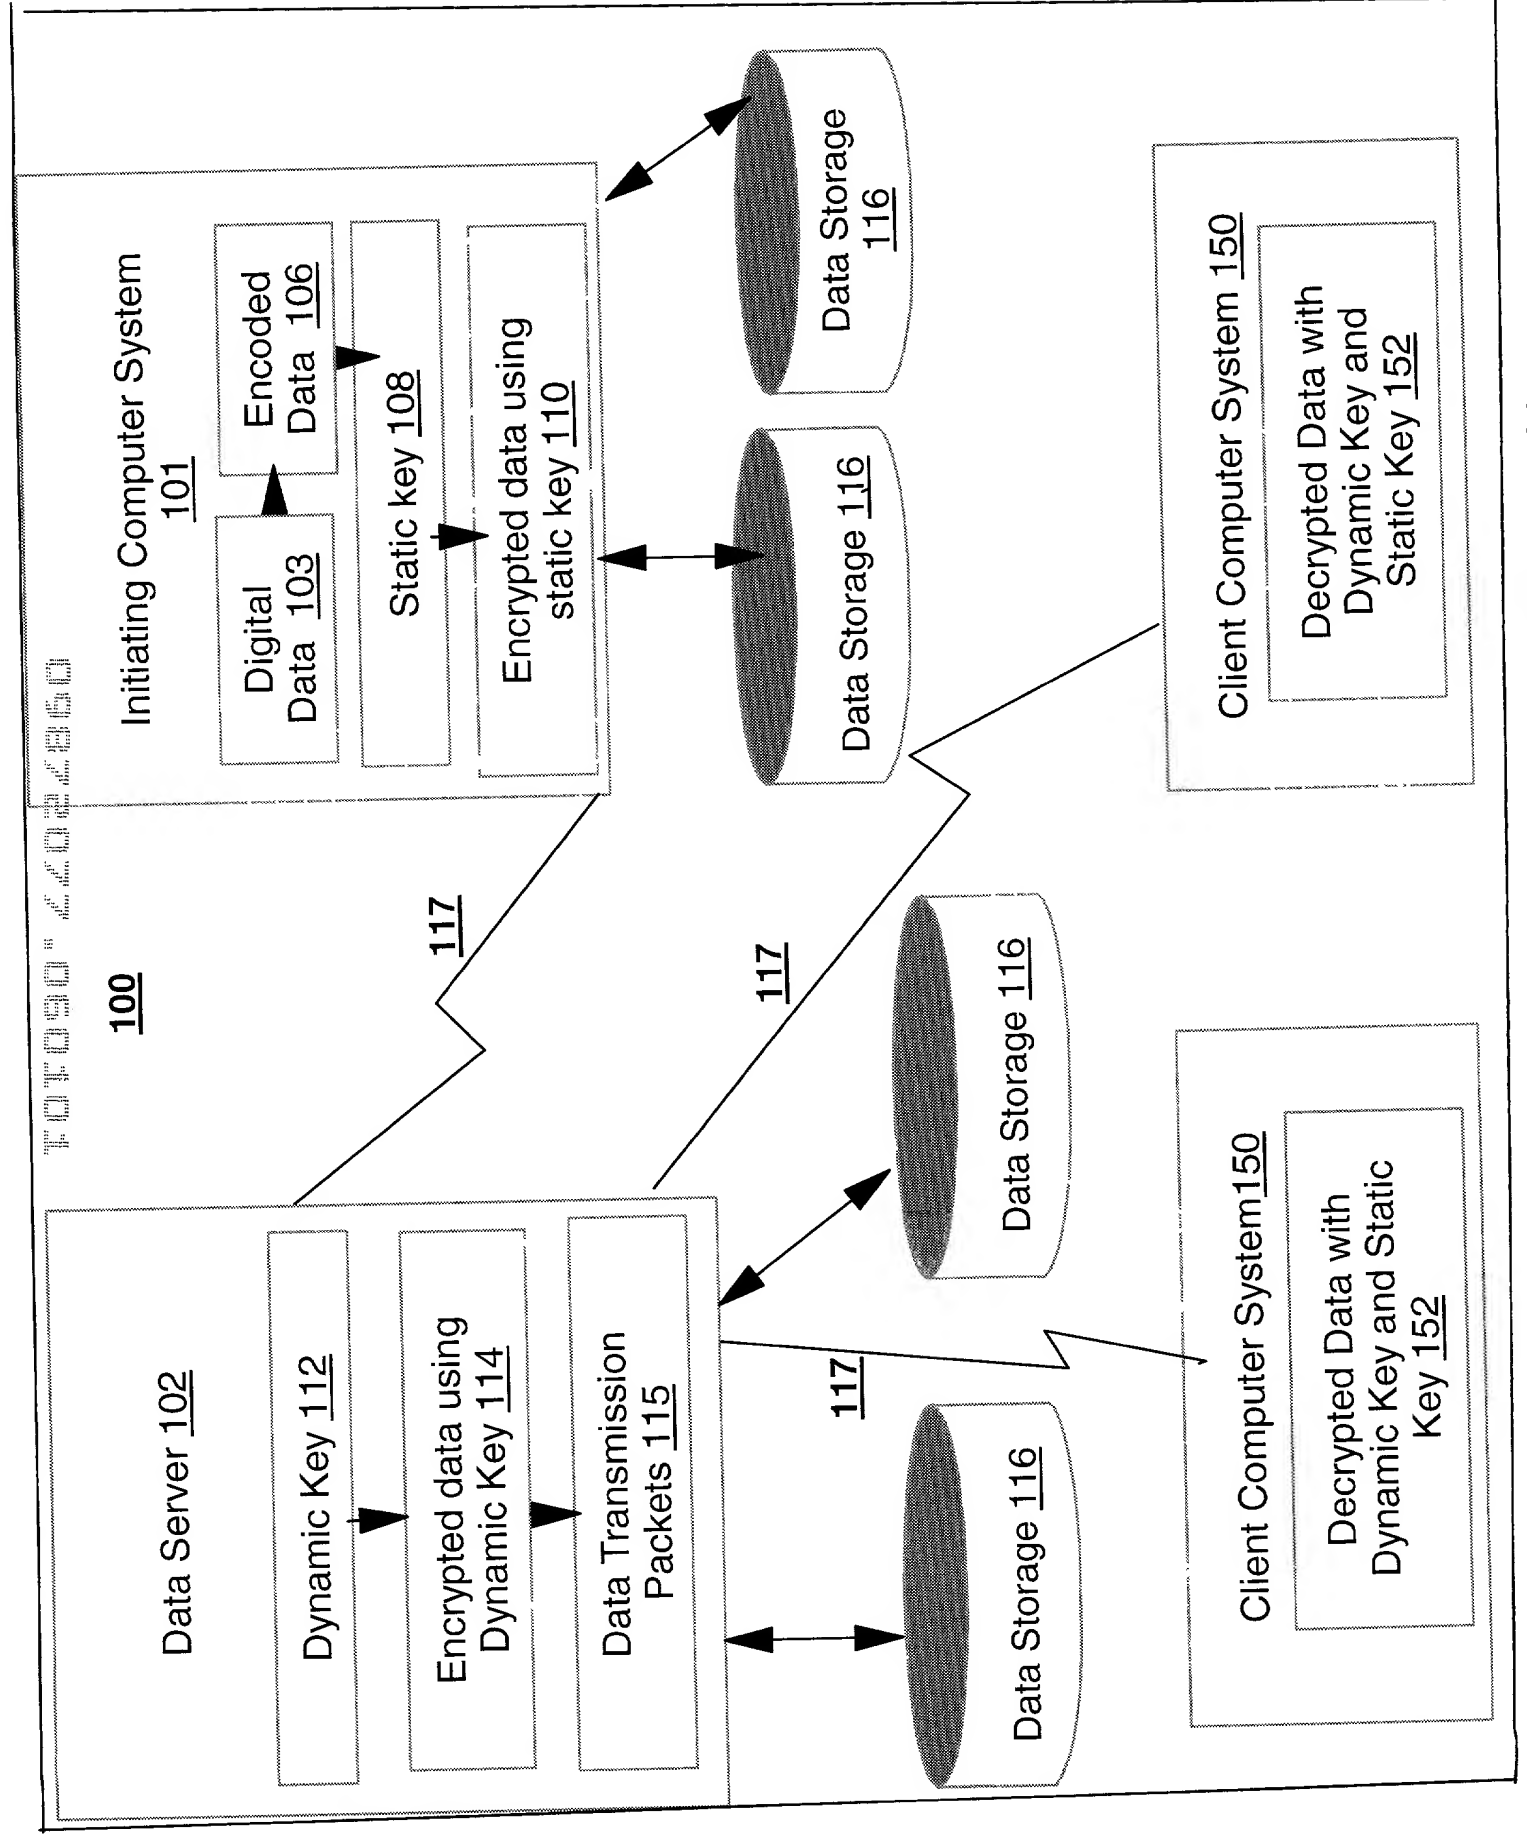 100
Data Server 102
Dynamic Key 112
Encrypted data using
Dynamic Key 114
Data Transmission
Packets 115
Initiating Computer System
101
Digital
Data 103
Encoded
Data 106
Static key 108
Encrypted data using
static key 110
117
117
117
Data Storage 116
Data Storage 116
Data Storage 116
Data Storage
116
Client Computer System150
Decrypted Data with
Dynamic Key and Static
Key 152
Client Computer System 150
Decrypted Data with
Dynamic Key and
Static Key 152